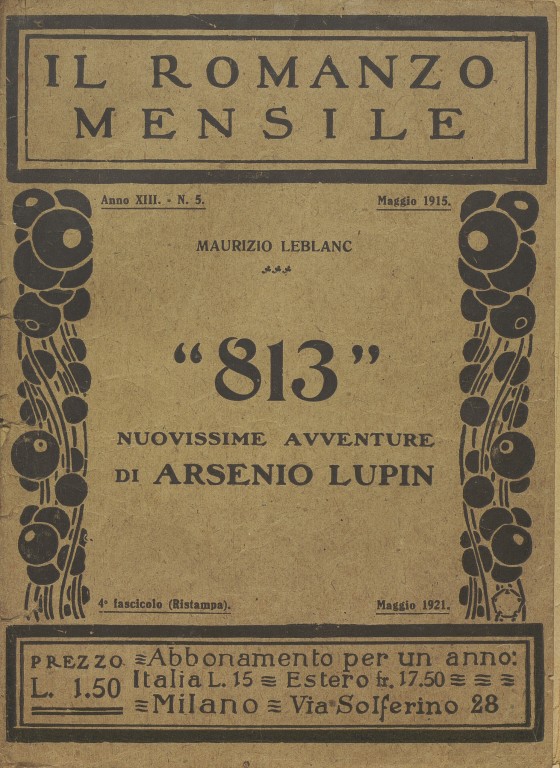 IL ROMANZO
MENSILE
Anno XIII. - N. 5.
Maggio 1915.
MAURIZIO LEBLANC
“813”
NUOVISSIME AVVENTURE
DI ARSENIO LUPIN
4º fascicolo (Ristampa).
Maggio 1921.
PREZZO
L. 1.50
Abbonamento per un anno:
Italia L. 15 Estero fr. 17.50
Milano Via Solferino 28